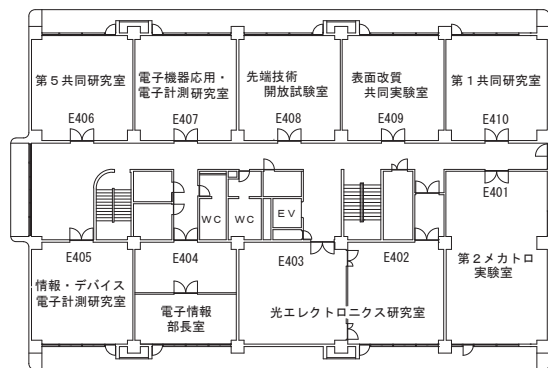 第５共同研究室
E406
電子機器応用・
電子計測研究室
E407
先端技術
開放試験室
E408
表面改質
共同実験室
E409
第１共同研究室
E410
E401
第２メカトロ
実験室
ＷＣ
ＷＣ
ＥＶ
E405
情報・デバイス
電子計測研究室
E404
電子情報
部長室
E403
E402
光エレクトロニクス研究室